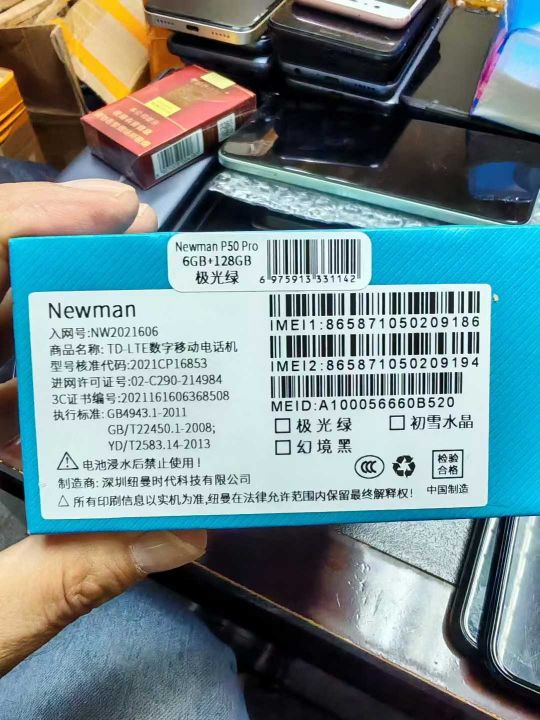 Newman P50 Pro
6GB+128GB
极光绿
6 975913 331142
Newman
入网号:NW2021606
商品名称: TD-LTE数字移动电话机
型号核准代码:2021CP16853
进网许可证号:02-C290-214984
3C证书编号:2021161606368508
执行标准: GB4943.1-2011
GB/T22450.1-2008;
YD/T2583.14-2013
电池浸水后禁止使用！
制造商: 深圳纽曼时代科技有限公司
所有印刷信息以实机为准,纽曼在法律允许范围内保留最终解释权!
IMEI1:865871050209186
IMEI2:865871050209194
MEID:A100056660B520
极光绿
初雪水晶
幻境黑
CCC
检验
合格
中国制造